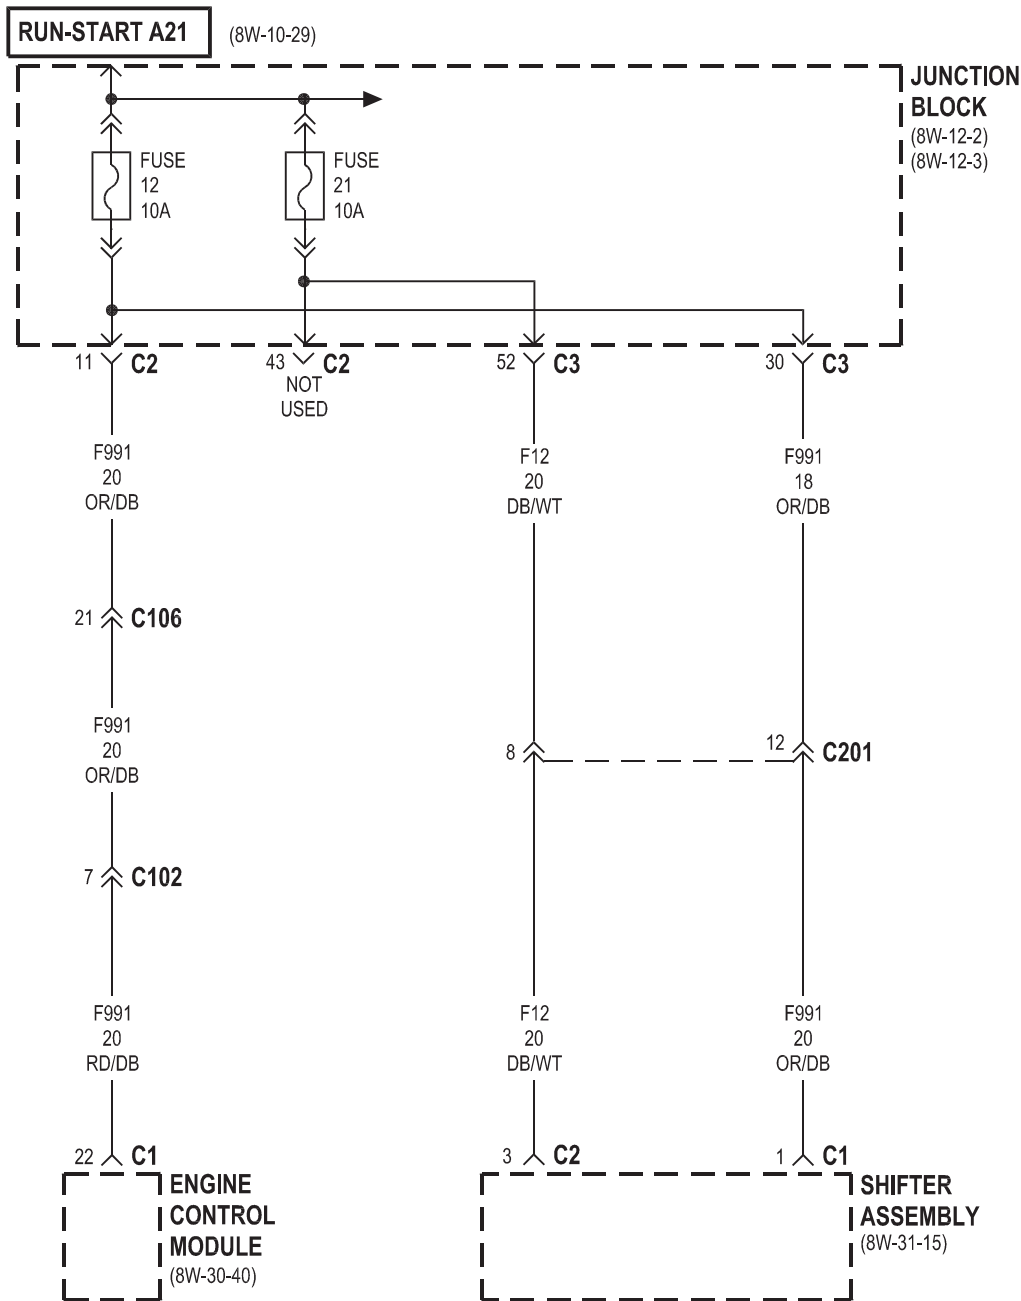 RUN-START A21 (8W-10-29)
JUNCTION
BLOCK
(8W-12-2)
(8W-12-3)
FUSE
12
10A
FUSE
21
10A
11 C2
43 C2
NOT
USED
52 C3
30 C3
F991
20
OR/DB
F12
20
DB/WT
F991
18
OR/DB
21 C106
F991
20
OR/DB
8
12 C201
7 C102
F991
20
RD/DB
F12
20
DB/WT
F991
20
OR/DB
22 C1
3 C2
1 C1
ENGINE
CONTROL
MODULE
(8W-30-40)
SHIFTER
ASSEMBLY
(8W-31-15)